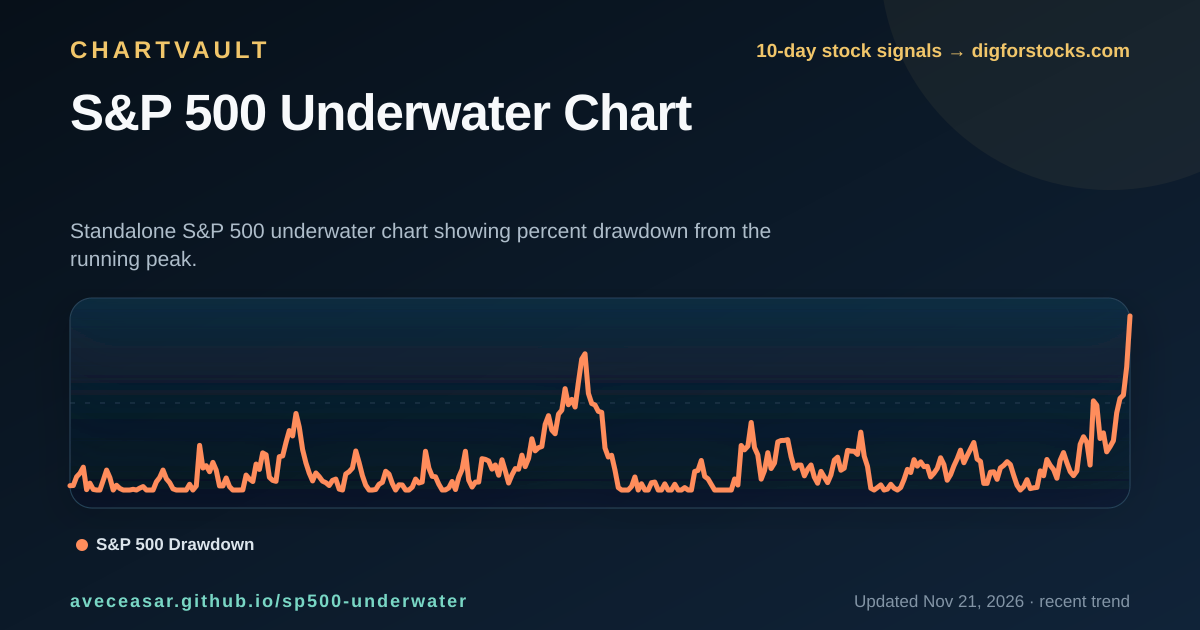 CHARTVAULT
10-day stock signals → digforstocks.com
S&P 500 Underwater Chart
Standalone S&P 500 underwater chart showing percent drawdown from the
running peak.
S&P 500 Drawdown
aveceasar.github.io/sp500-underwater
Updated Nov 21, 2026 · recent trend